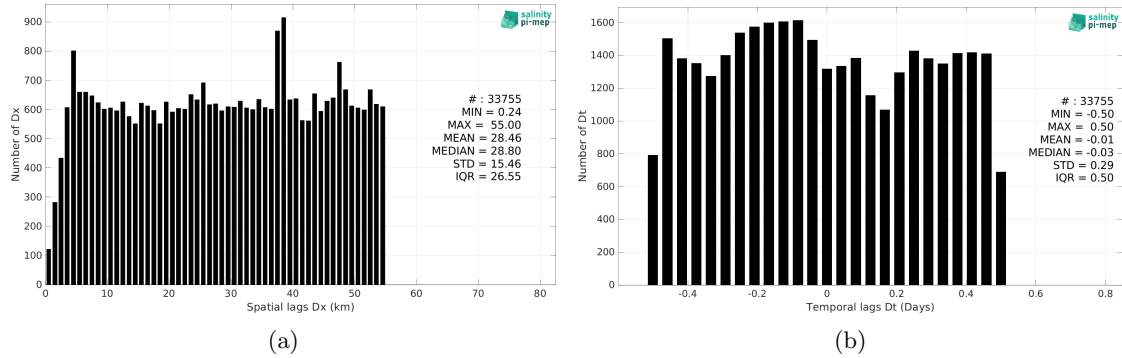 900
800
700
600
500
400
300
200
100
0
Number of Dx
0 10 20 30 40 50 60 70 80
Spatial lags Dx (km)
salinity
pi-mep
# : 33755
MIN = 0.24
MAX = 55.00
MEAN = 28.46
MEDIAN = 28.80
STD = 15.46
IQR = 26.55
(a)
1600
1400
1200
1000
800
600
400
200
0
Number of Dt
-0.4 -0.2 0 0.2 0.4 0.6 0.8
Temporal lags Dt (Days)
salinity
pi-mep
# : 33755
MIN = -0.50
MAX = 0.50
MEAN = -0.01
MEDIAN = -0.03
STD = 0.29
IQR = 0.50
(b)